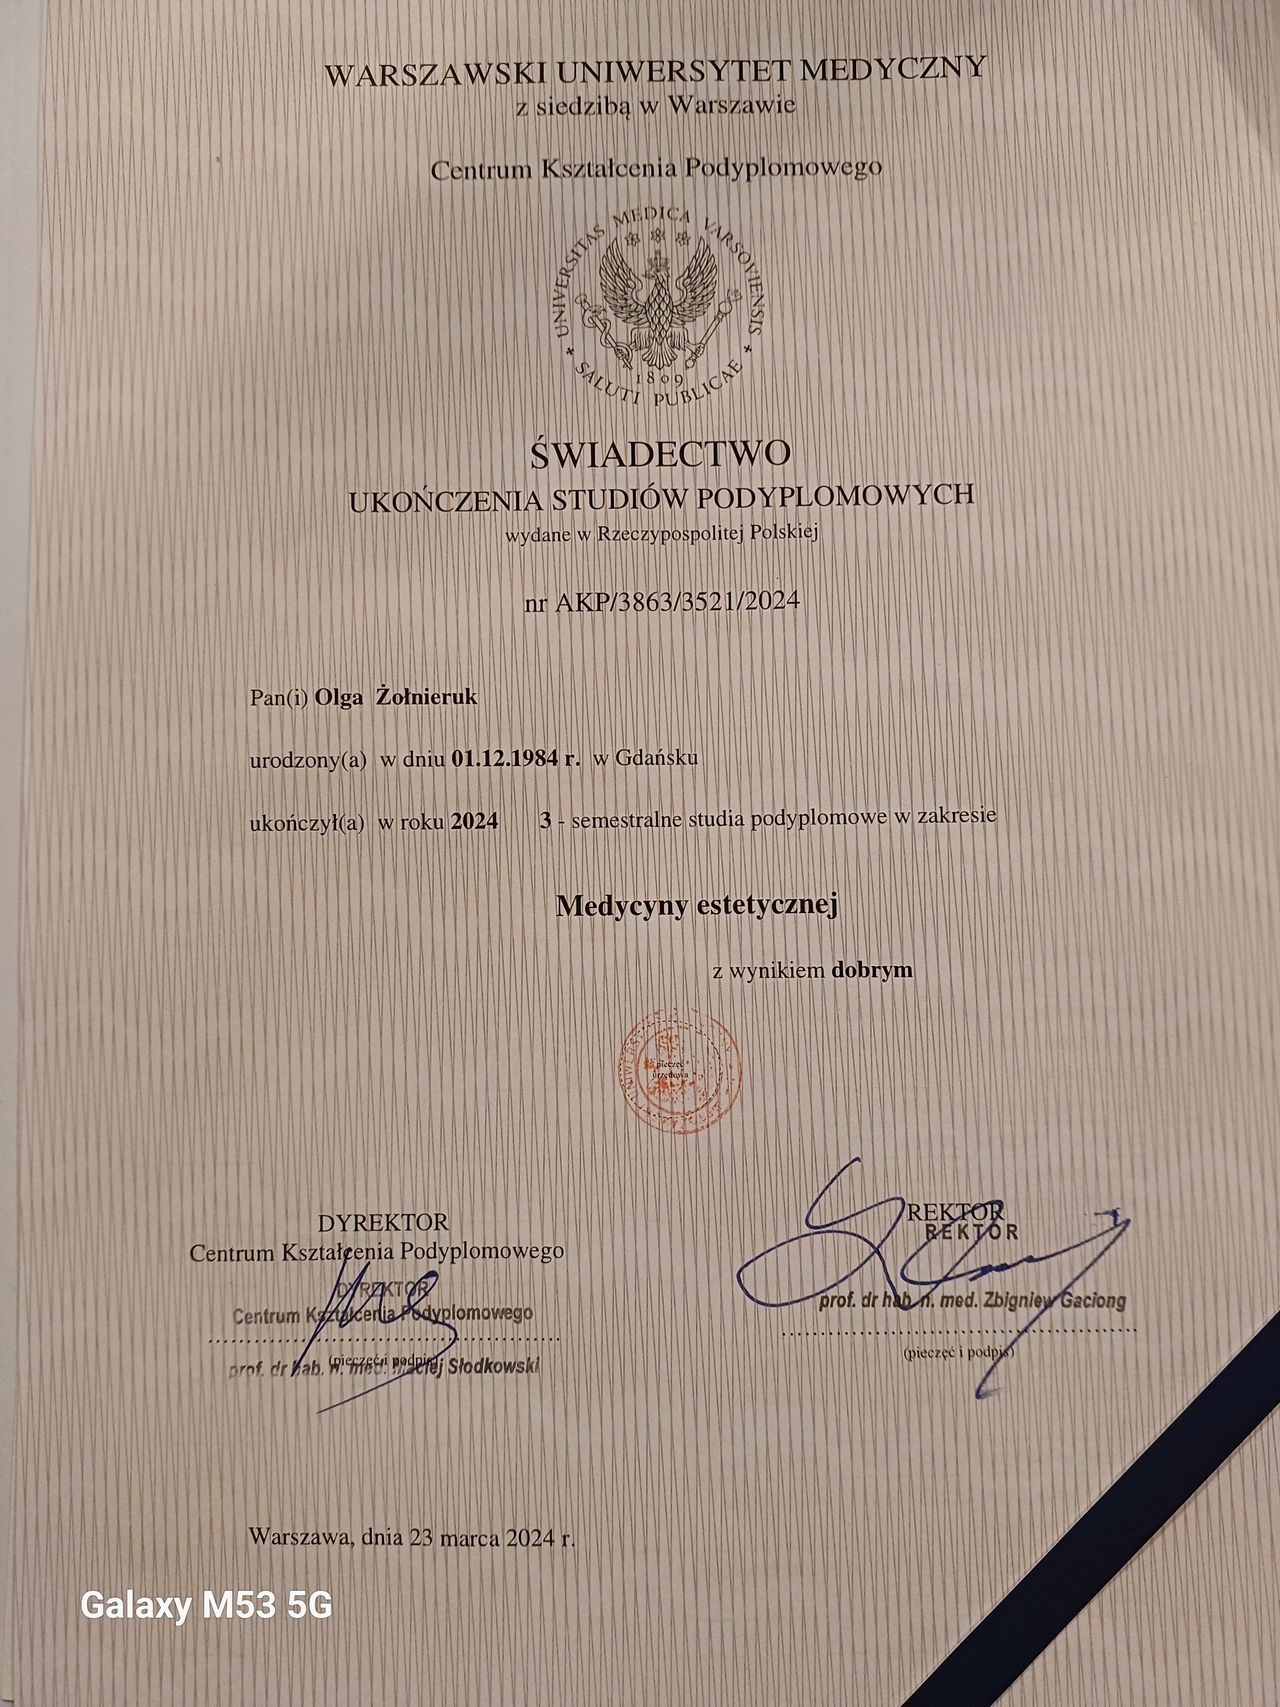 WARSZAWSKI UNIWERSYTET MEDYCZNY
z siedzibą w Warszawie
Centrum Kształcenia Podyplomowego
UNIVERSITAS MEDICA VARSOVIENSIS
SALUTI PUBLICAE
1809
ŚWIADECTWO
UKOŃCZENIA STUDIÓW PODYPLOMOWYCH
wydane w Rzeczypospolitej Polskiej
nr AKP/3863/3521/2024
Pan(i) Olga Żołnieruk
urodzony(a) w dniu 01.12.1984 r. w Gdańsku
ukończył(a) w roku 2024 3 - semestralne studia podyplomowe w zakresie
Medycyny estetycznej
z wynikiem dobrym
pieczęć
urzędowa
DYREKTOR
Centrum Kształcenia Podyplomowego
DYREKTOR
Centrum Kształcenia Podyplomowego
(pieczęć i podpis)
prof. dr hab. n. med. Maciej Słodkowski
REKTOR
REKTOR
prof. dr hab. n. med. Zbigniew Gaciong
(pieczęć i podpis)
Warszawa, dnia 23 marca 2024 r.
Galaxy M53 5G